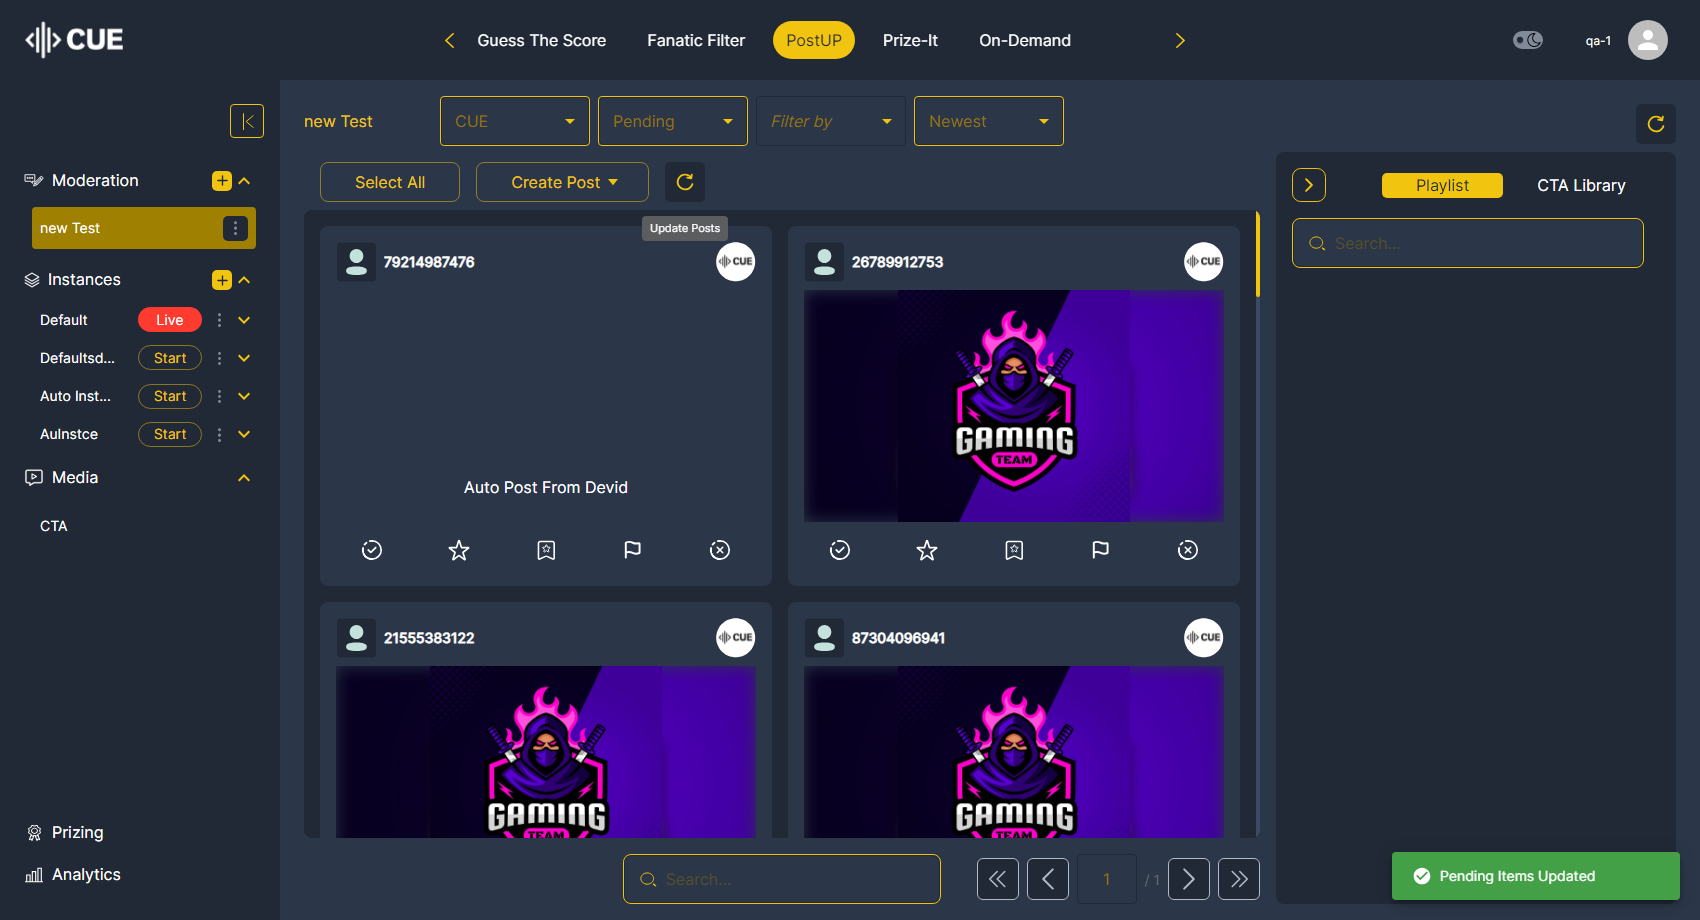 CUE
Guess The Score
Fanatic Filter
PostUP
Prize-It
On-Demand
qa-1
new Test
CUE
Pending
Filter by
Newest
Select All
Create Post
Update Posts
Moderation
new Test
Instances
Default
Live
Defaultsd...
Start
Auto Inst...
Start
AuInstce
Start
Media
CTA
Prizing
Analytics
79214987476
CUE
Auto Post From Devid
26789912753
CUE
GAMING
TEAM
21555383122
CUE
GAMING
TEAM
87304096941
CUE
GAMING
TEAM
Search...
1
/ 1
Playlist
CTA Library
Search...
Pending Items Updated